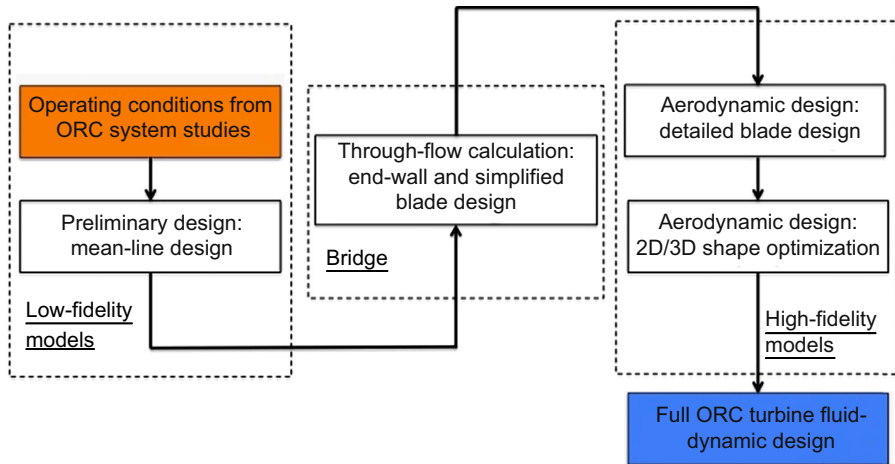 Operating conditions from
ORC system studies
Preliminary design:
mean-line design
Low-fidelity
models
Through-flow calculation:
end-wall and simplified
blade design
Bridge
Aerodynamic design:
detailed blade design
Aerodynamic design:
2D/3D shape optimization
High-fidelity
models
Full ORC turbine fluid-
dynamic design